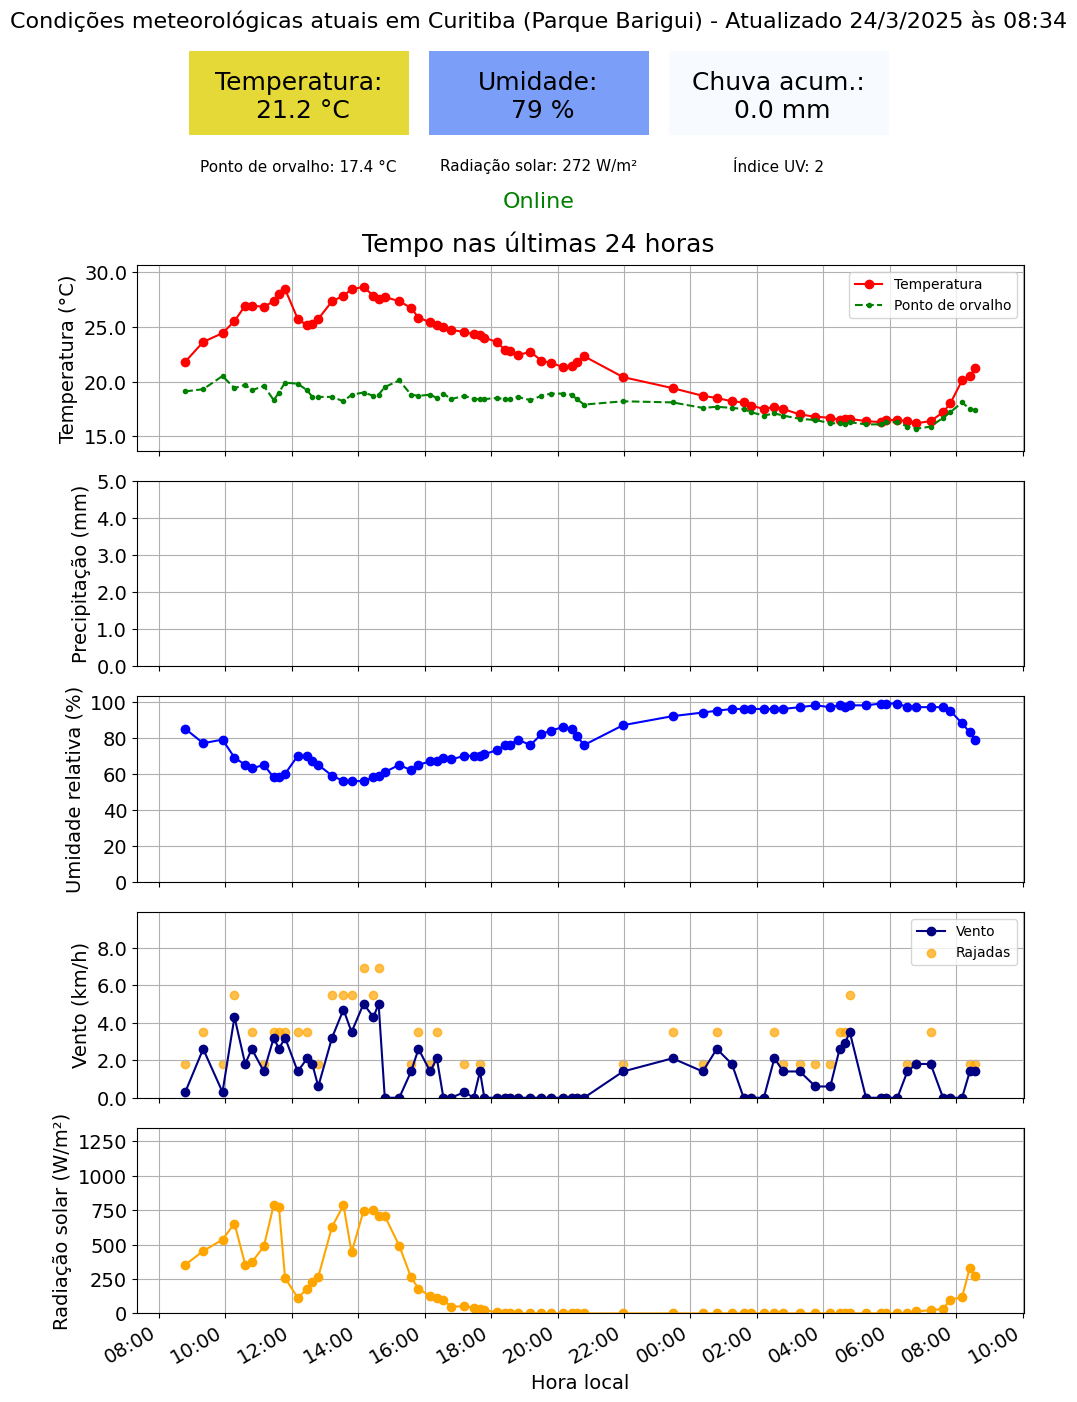 Condições meteorológicas atuais em Curitiba (Parque Barigui) - Atualizado 24/3/2025 às 08:34
Temperatura:
21.2 °C
Umidade:
79 %
Chuva acum.:
0.0 mm
Ponto de orvalho: 17.4 °C
Radiação solar: 272 W/m²
Índice UV: 2
Online
Tempo nas últimas 24 horas
Temperatura (°C)
30.0
25.0
20.0
15.0
Temperatura
Ponto de orvalho
Precipitação (mm)
5.0
4.0
3.0
2.0
1.0
0.0
Umidade relativa (%)
100
80
60
40
20
0
Vento (km/h)
8.0
6.0
4.0
2.0
0.0
Vento
Rajadas
Radiação solar (W/m²)
1250
1000
750
500
250
0
08:00
10:00
12:00
14:00
16:00
18:00
20:00
22:00
00:00
02:00
04:00
06:00
08:00
10:00
Hora local